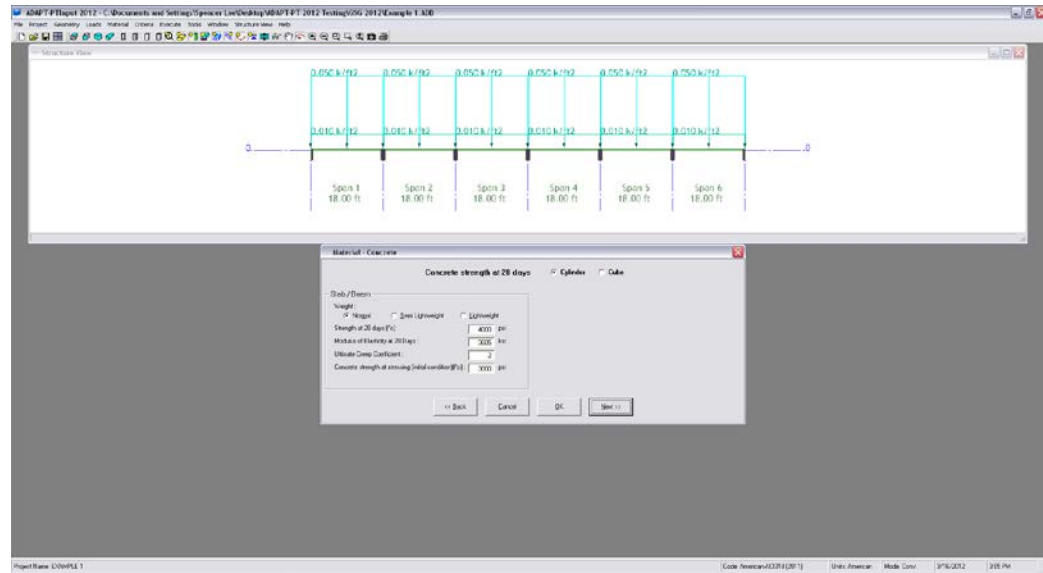 ADAPT-PTInput 2012 - C:\Documents and Settings\Spencer Lee\Desktop\ADAPT-PT 2012 Testing\GSG 2012\Example 1.ADB
File Project Geometry Loads Material Criteria Execute Tools Window Structure View Help
Structure View
0.050 k/ft2 0.050 k/ft2 0.050 k/ft2 0.050 k/ft2 0.050 k/ft2 0.050 k/ft2
0.010 k/ft2 0.010 k/ft2 0.010 k/ft2 0.010 k/ft2 0.010 k/ft2 0.010 k/ft2
0 0
Span 1 Span 2 Span 3 Span 4 Span 5 Span 6
18.00 ft 18.00 ft 18.00 ft 18.00 ft 18.00 ft 18.00 ft
Material - Concrete
Concrete strength at 28 days Cylinder Cube
Slab / Beam
Weight :
Normal Semi Lightweight Lightweight
Strength at 28 days (f'c) : 4000 psi
Modulus of Elasticity at 28 Days : 3605 ksi
Ultimate Creep Coefficient : 2
Concrete strength at stressing (initial condition)(f'ci) : 3000 psi
<< Back Cancel OK Next >>
Project Name: EXAMPLE 1 Code: American-ACI318 (2011) Units: American Mode: Conv 3/16/2012 3:05 PM